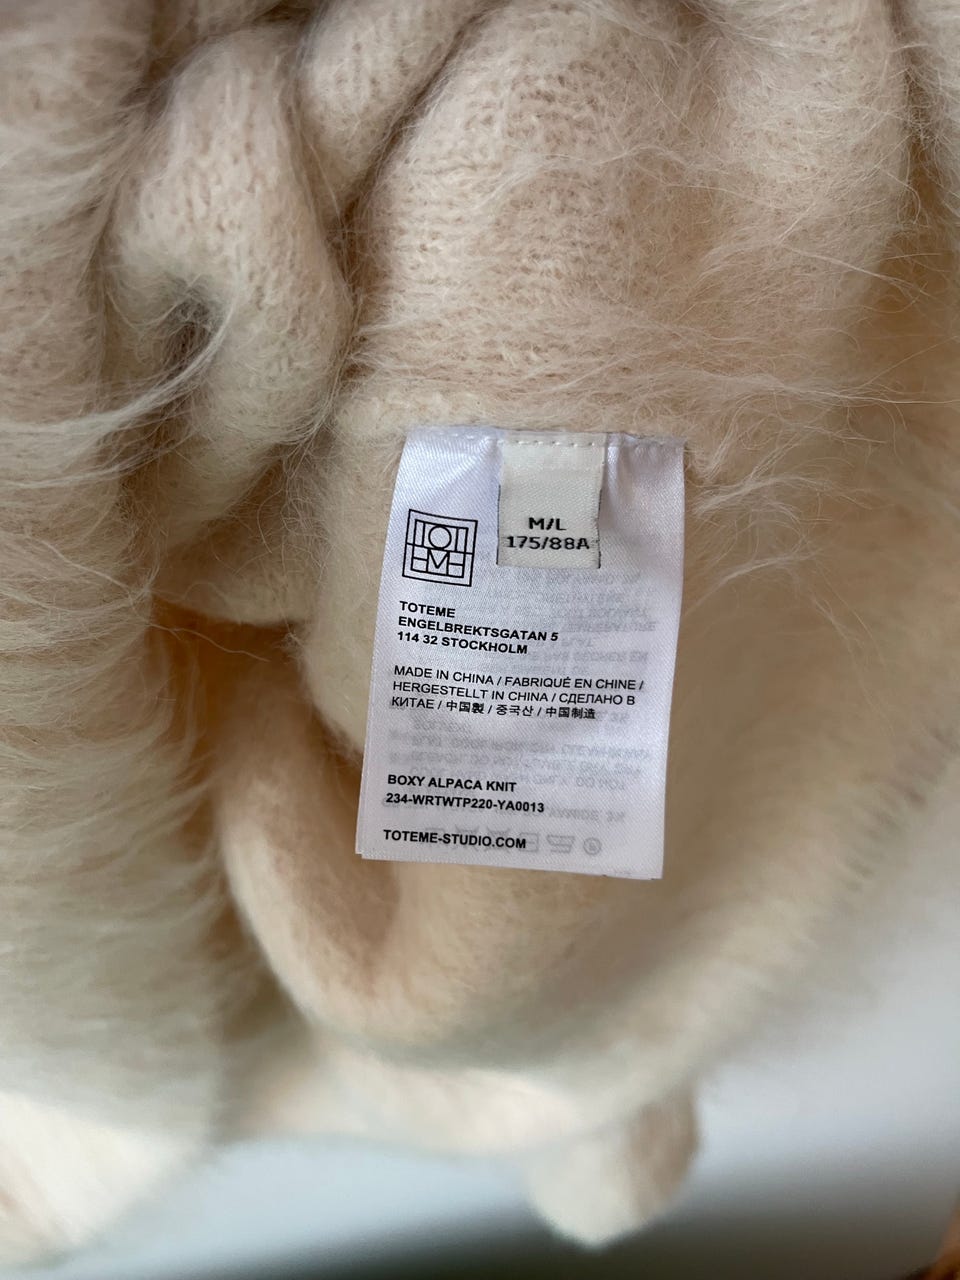 M/L
175/88A
TOTEME
ENGELBREKTSGATAN 5
114 32 STOCKHOLM
MADE IN CHINA / FABRIQUÉ EN CHINE /
HERGESTELLT IN CHINA / СДЕЛАНО В
КИТАЕ / 中国製 / 중국산 / 中国制造
BOXY ALPACA KNIT
234-WRTWTP220-YA0013
TOTEME-STUDIO.COM